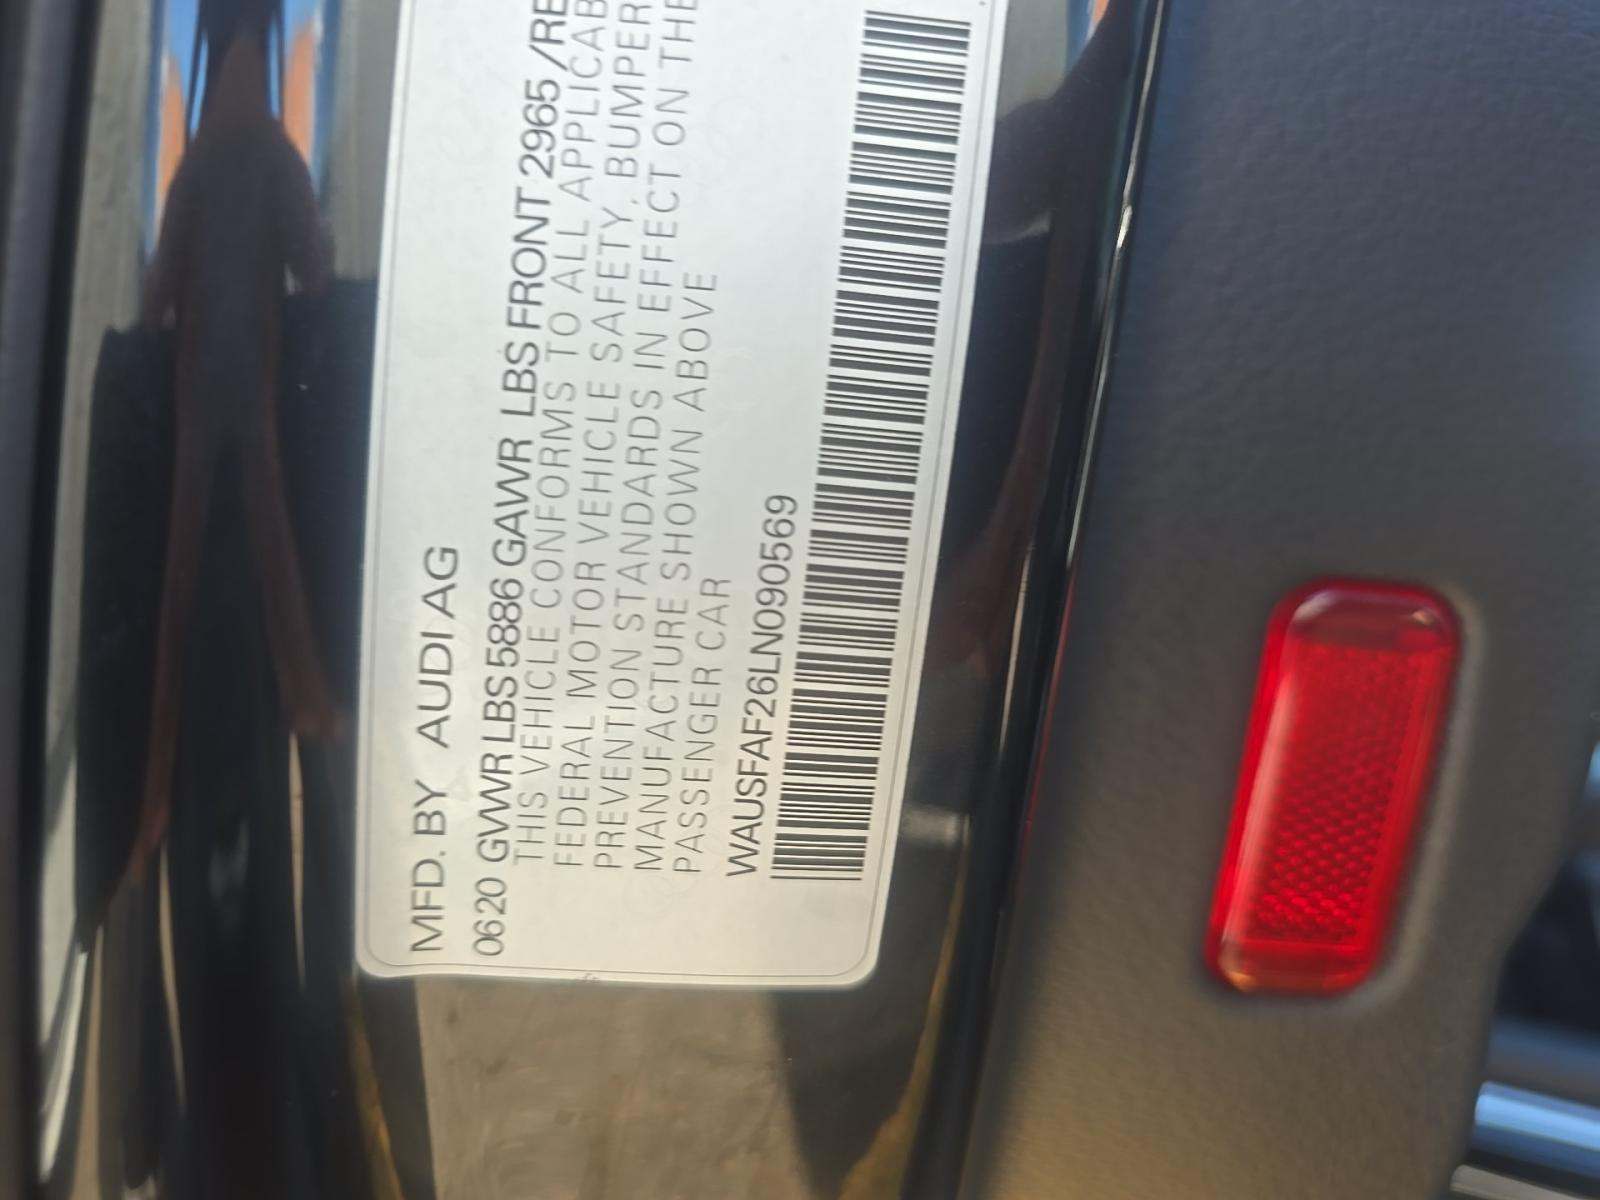 MFD. BY AUDI AG
0620 GVWR LBS 5886 GAWR LBS FRONT 2965 /RE
THIS VEHICLE CONFORMS TO ALL APPLICAB
FEDERAL MOTOR VEHICLE SAFETY, BUMPER
PREVENTION STANDARDS IN EFFECT ON THE
MANUFACTURE SHOWN ABOVE
PASSENGER CAR
WAUSFAF26LN090569